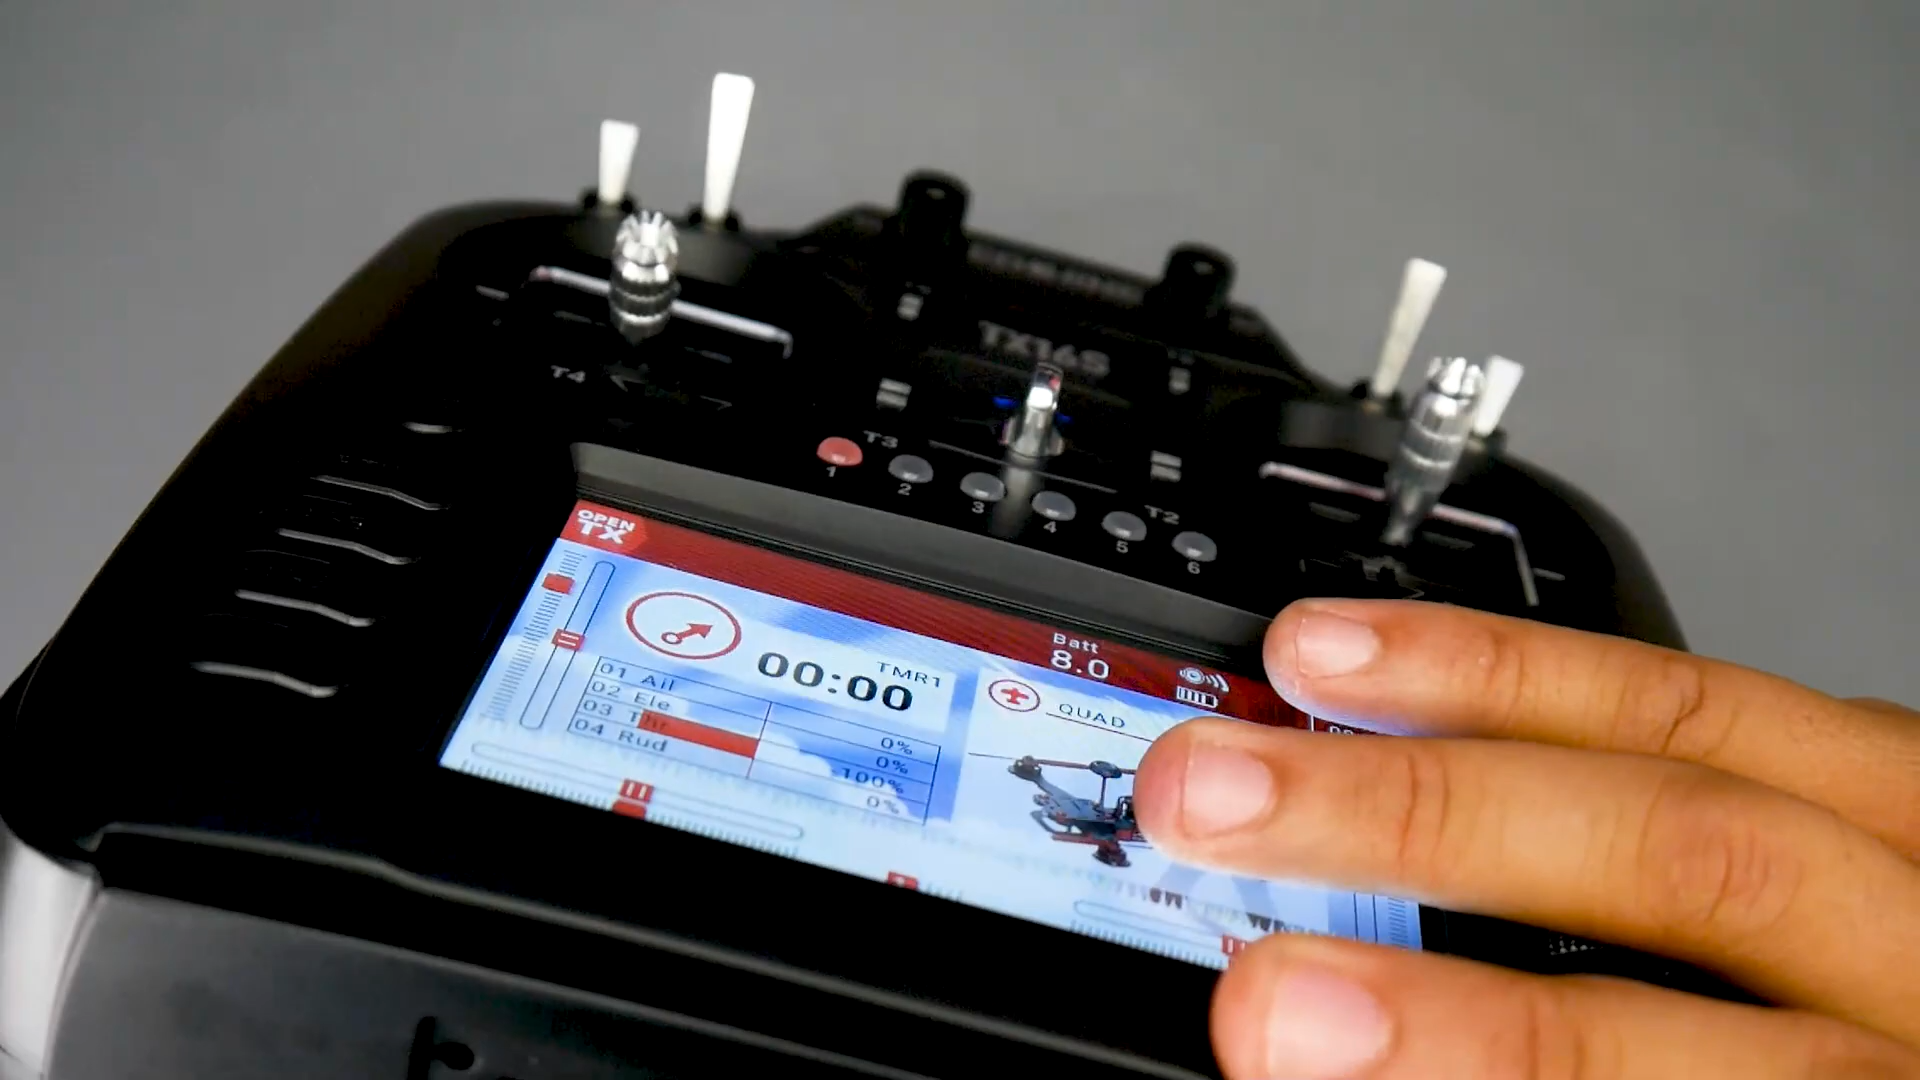 TX16S
T4
T3
1
2
3
4
5
6
T2
OPEN
TX
Batt
8.0
TMR1
00:00
QUAD
01 Ail 0%
02 Ele 0%
03 Thr -100%
04 Rud 0%